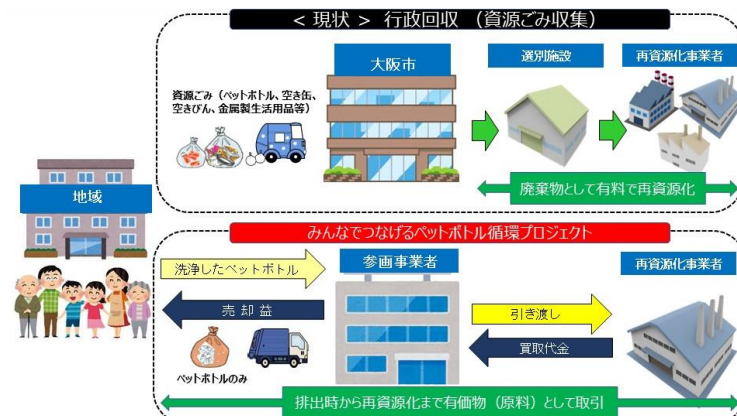 ＜現状＞ 行政回収 （資源ごみ収集）
大阪市
選別施設
再資源化事業者
資源ごみ（ペットボトル、空き缶、
空きびん、金属製生活用品等）
廃棄物として有料で再資源化
地域
みんなでつなげるペットボトル循環プロジェクト
洗浄したペットボトル
参画事業者
再資源化事業者
売却益
引き渡し
買取代金
ペットボトルのみ
排出時から再資源化まで有価物（原料）として取引